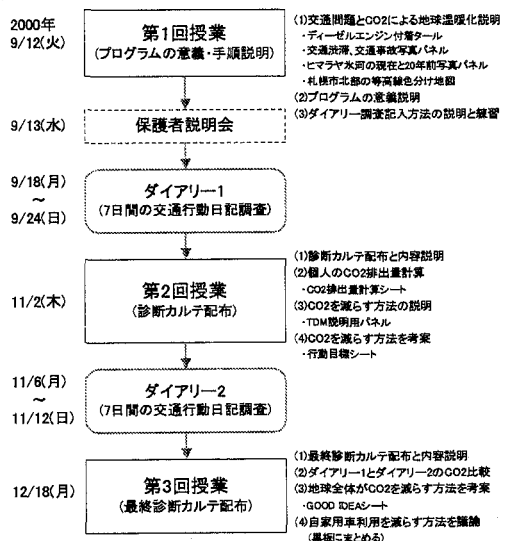 2000年
9/12(火)
第1回授業
(プログラムの意義・手順説明)
(1)交通問題とCO2による地球温暖化説明
・ディーゼルエンジン付着タール
・交通渋滞、交通事故写真パネル
・ヒマラヤ氷河の現在と20年前写真パネル
・札幌市北部の等高線色分け地図
(2)プログラムの意義説明
(3)ダイアリー調査記入方法の説明と練習
9/13(水)
保護者説明会
9/18(月)
~
9/24(日)
ダイアリー1
(7日間の交通行動日記調査)
11/2(木)
第2回授業
(診断カルテ配布)
(1)診断カルテ配布と内容説明
(2)個人のCO2排出量計算
・CO2排出量計算シート
(3)CO2を減らす方法の説明
・TDM説明用パネル
(4)CO2を減らす方法を考案
・行動目標シート
11/6(月)
~
11/12(日)
ダイアリー2
(7日間の交通行動日記調査)
12/18(月)
第3回授業
(最終診断カルテ配布)
(1)最終診断カルテ配布と内容説明
(2)ダイアリー1とダイアリー2のCO2比較
(3)地球全体がCO2を減らす方法を考案
・GOOD IDEAシート
(4)自家用車利用を減らす方法を議論
(黒板にまとめる)